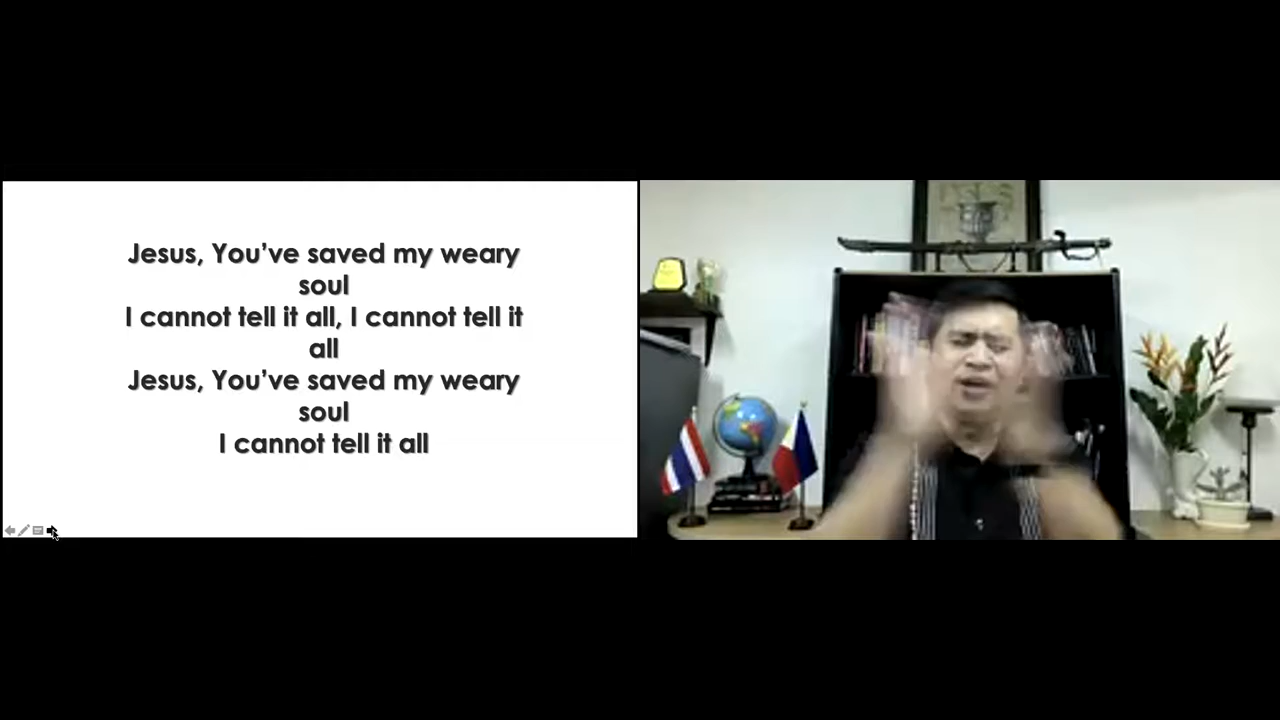 Jesus, You’ve saved my weary
soul
I cannot tell it all, I cannot tell it
all
Jesus, You’ve saved my weary
soul
I cannot tell it all